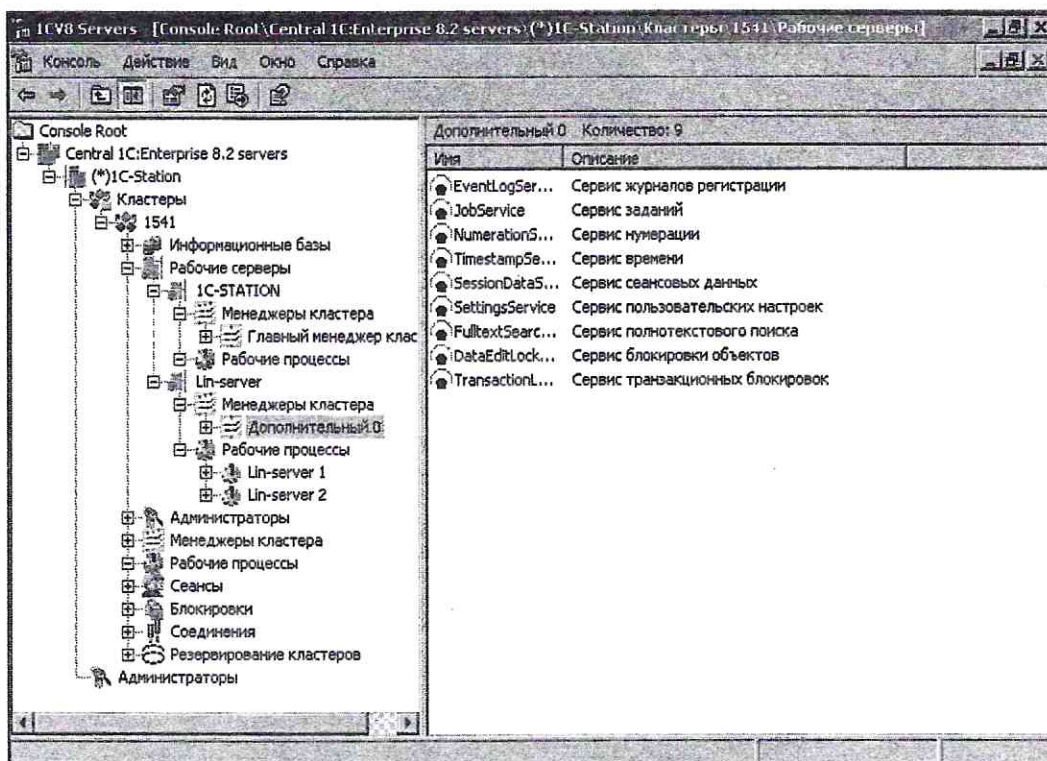 1CV8 Servers - [Console Root\Central 1C:Enterprise 8.2 servers\(*)1C-Station\Кластеры\1541\Рабочие серверы]
Консоль Действие Вид Окно Справка
Console Root
Central 1C:Enterprise 8.2 servers
(*)1C-Station
Кластеры
1541
Информационные базы
Рабочие серверы
1C-STATION
Менеджеры кластера
Главный менеджер клас
Рабочие процессы
Lin-server
Менеджеры кластера
Дополнительный 0
Рабочие процессы
Lin-server 1
Lin-server 2
Администраторы
Менеджеры кластера
Рабочие процессы
Сеансы
Блокировки
Соединения
Резервирование кластеров
Администраторы
Дополнительный 0 Количество: 9
Имя Описание
EventLogSer... Сервис журналов регистрации
JobService Сервис заданий
NumerationS... Сервис нумерации
TimestampSe... Сервис времени
SessionDataS... Сервис сеансовых данных
SettingsService Сервис пользовательских настроек
FulltextSearc... Сервис полнотекстового поиска
DataEditLock... Сервис блокировки объектов
TransactionL... Сервис транзакционных блокировок